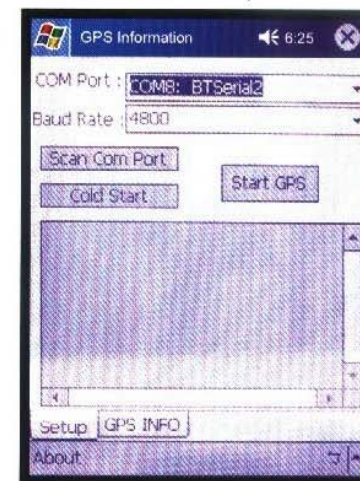 GPS Information 6:25
COM Port : COM8: BTSerial2
Baud Rate : 4800
Scan Com Port
Cold Start
Start GPS
Setup GPS INFO
About